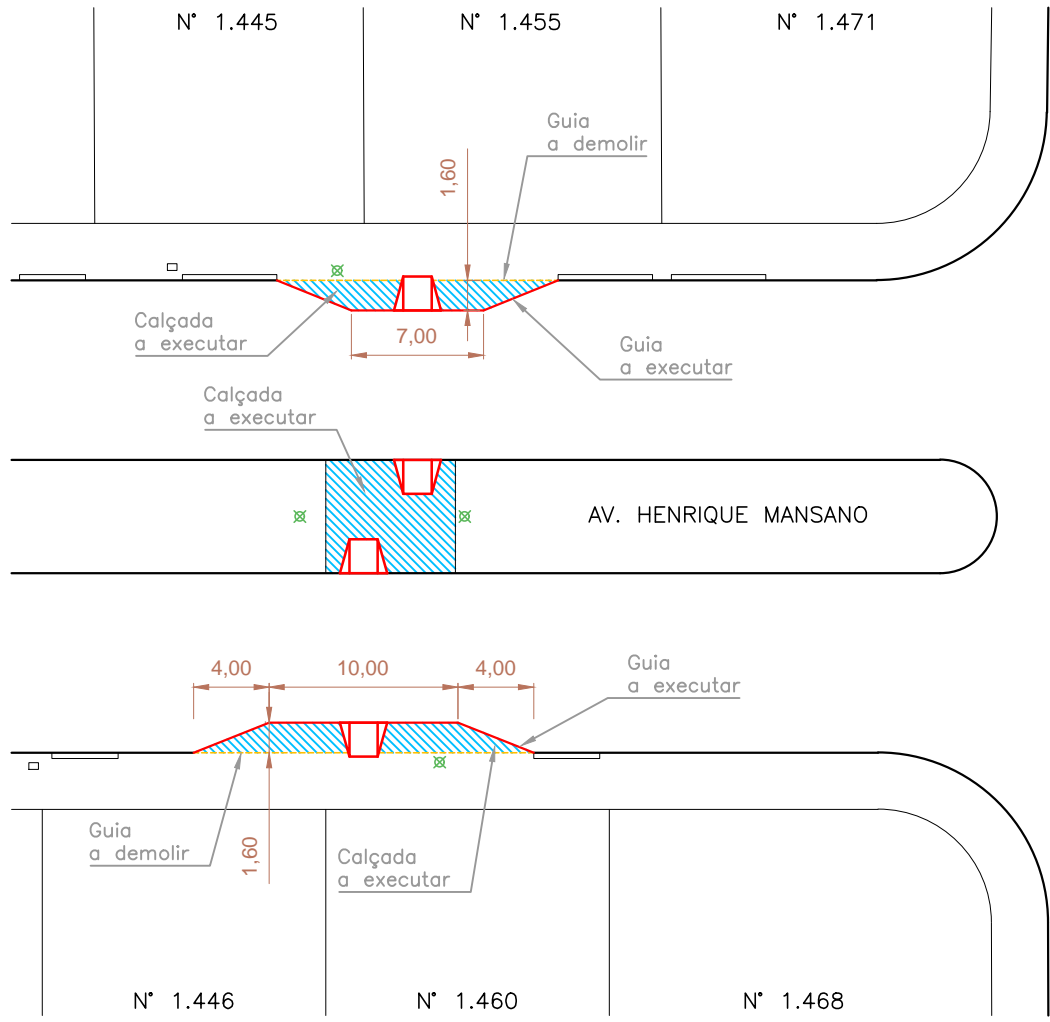 N° 1.445
N° 1.455
N° 1.471
Guia
a demolir
1,60
Calçada
a executar
7,00
Guia
a executar
Calçada
a executar
AV. HENRIQUE MANSANO
4,00
10,00
4,00
Guia
a executar
Guia
a demolir
1,60
Calçada
a executar
N° 1.446
N° 1.460
N° 1.468